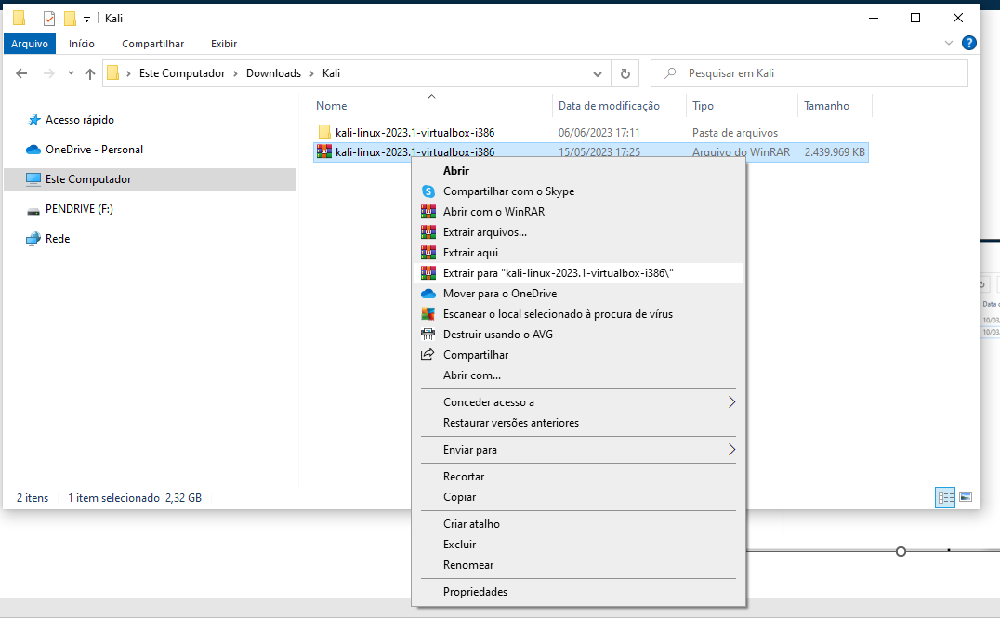 Kali
Arquivo Início Compartilhar Exibir
Este Computador Downloads Kali
Pesquisar em Kali
Nome Data de modificação Tipo Tamanho
Acesso rápido
OneDrive - Personal
Este Computador
PENDRIVE (F:)
Rede
kali-linux-2023.1-virtualbox-i386 06/06/2023 17:11 Pasta de arquivos
kali-linux-2023.1-virtualbox-i386 15/05/2023 17:25 Arquivo do WinRAR 2.439.969 KB
Abrir
Compartilhar com o Skype
Abrir com o WinRAR
Extrair arquivos...
Extrair aqui
Extrair para "kali-linux-2023.1-virtualbox-i386\"
Mover para o OneDrive
Escanear o local selecionado à procura de vírus
Destruir usando o AVG
Compartilhar
Abrir com...
Conceder acesso a
Restaurar versões anteriores
Enviar para
Recortar
Copiar
Criar atalho
Excluir
Renomear
Propriedades
2 itens 1 item selecionado 2,32 GB
Data
10/03
10/03